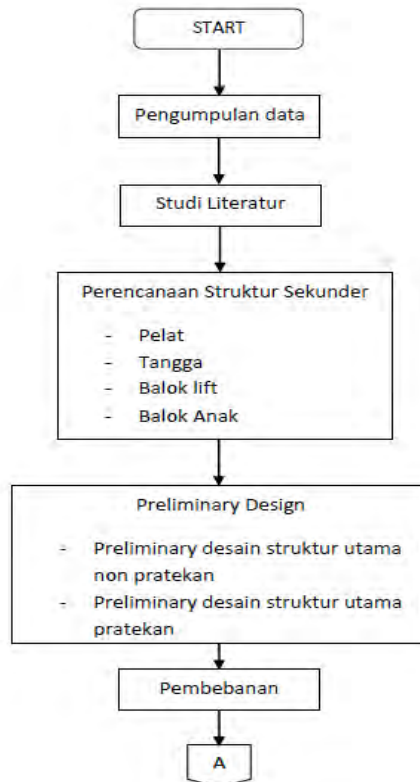 START
Pengumpulan data
Studi Literatur
Perencanaan Struktur Sekunder
- Pelat
- Tangga
- Balok lift
- Balok Anak
Preliminary Design
- Preliminary desain struktur utama
non pratekan
- Preliminary desain struktur utama
pratekan
Pembebanan
A